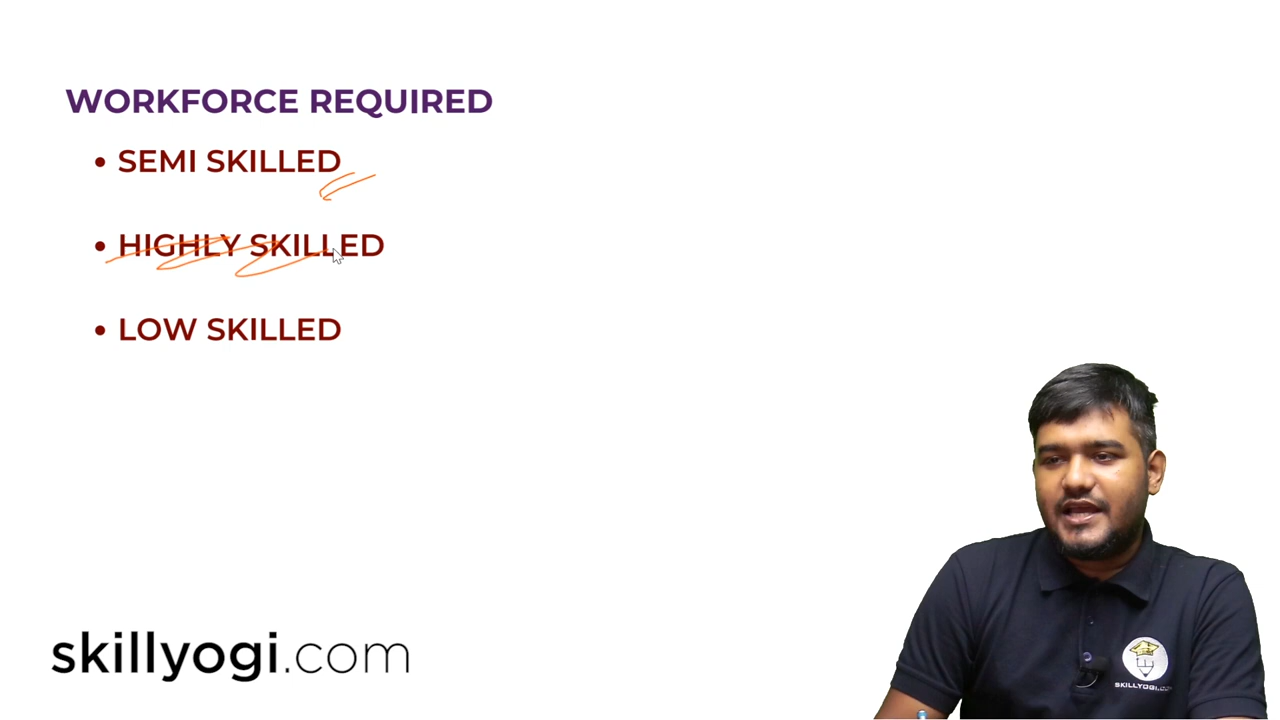 WORKFORCE REQUIRED
• SEMI SKILLED
• HIGHLY SKILLED
• LOW SKILLED
skillyogi.com